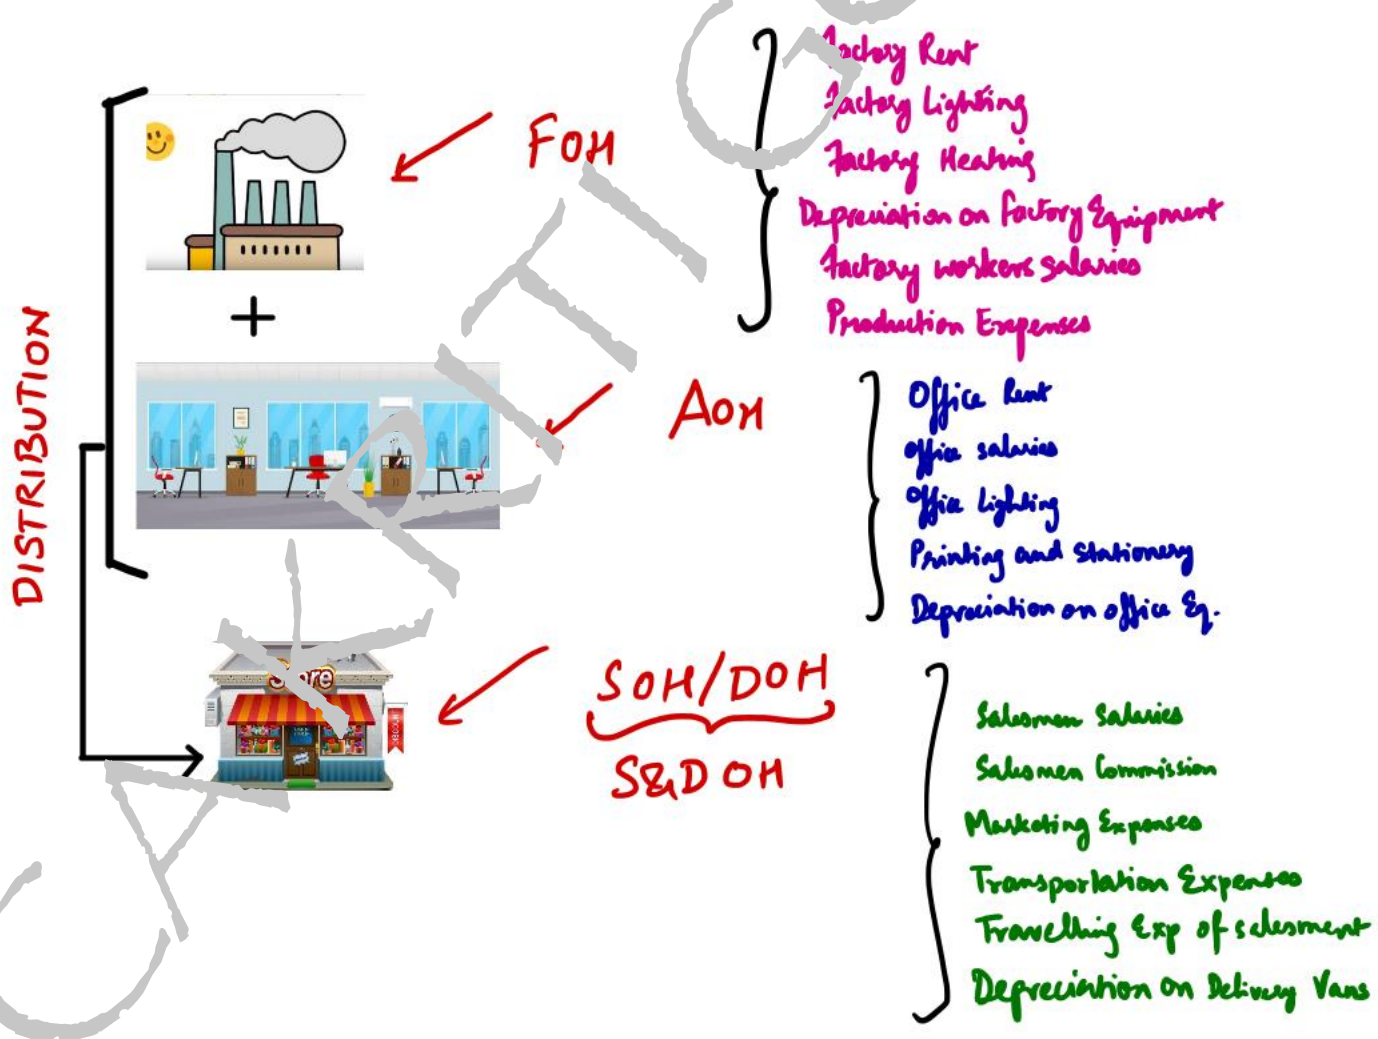 Factory Rent
Factory Lighting
Factory Heating
Depreciation on factory Equipment
Factory workers salaries
Production Expenses
FOH
+
DISTRIBUTION
AOH
Office Rent
Office salaries
Office Lighting
Printing and Stationery
Depreciation on office Eq.
Store
SOH/DOH
S&DOH
Salesmen Salaries
Salesmen Commission
Marketing Expenses
Transportation Expenses
Travelling Exp of salesment
Depreciation on Delivery Vans